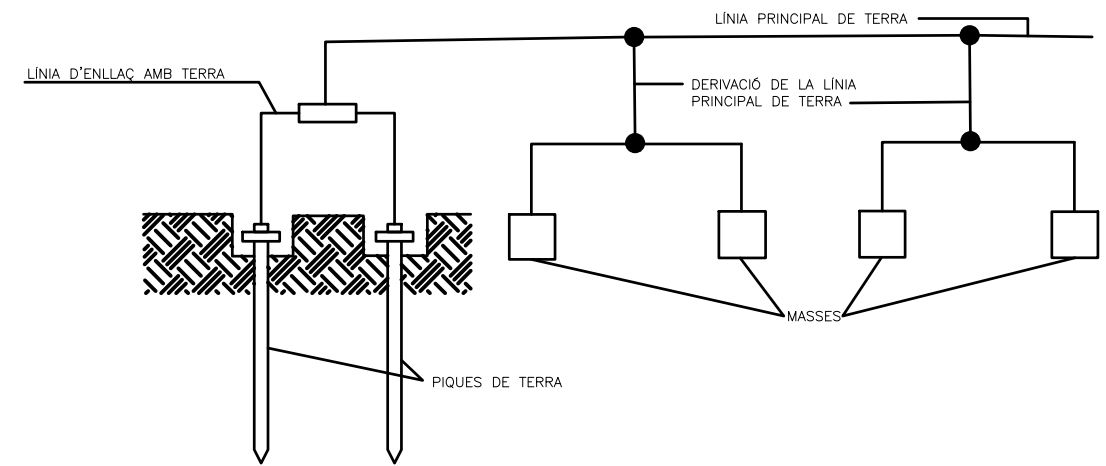 LÍNIA PRINCIPAL DE TERRA
LÍNIA D'ENLLAÇ AMB TERRA
DERIVACIÓ DE LA LÍNIA
PRINCIPAL DE TERRA
MASSES
PIQUES DE TERRA